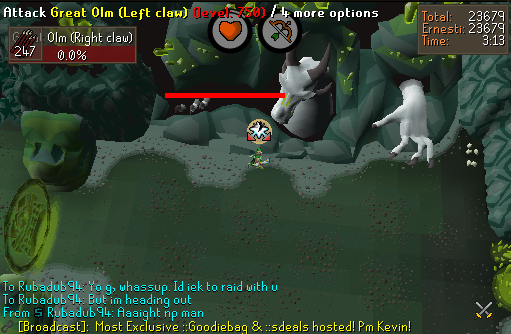 Attack Great Olm (Left claw) (level, 750) / 4 more options
Olm (Right claw)
247
0.0%
Total: 23679
Ernesti: 23679
Time: 3:13
To Rubadub94: Yo g, whassup. Id iek to raid with u
To Rubadub94: But im heading out
From S Rubadub94: Aaaight np man
[Broadcast]: Most Exclusive ::Goodiebag & ::sdeals hosted! Pm Kevin!